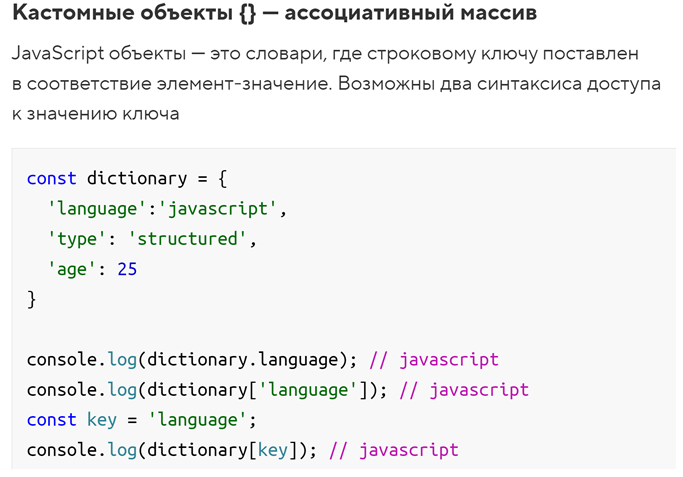 Кастомные объекты {} — ассоциативный массив
JavaScript объекты — это словари, где строковому ключу поставлен
в соответствие элемент-значение. Возможны два синтаксиса доступа
к значению ключа
const dictionary = {
  'language':'javascript',
  'type': 'structured',
  'age': 25
}
console.log(dictionary.language); // javascript
console.log(dictionary['language']); // javascript
const key = 'language';
console.log(dictionary[key]); // javascript